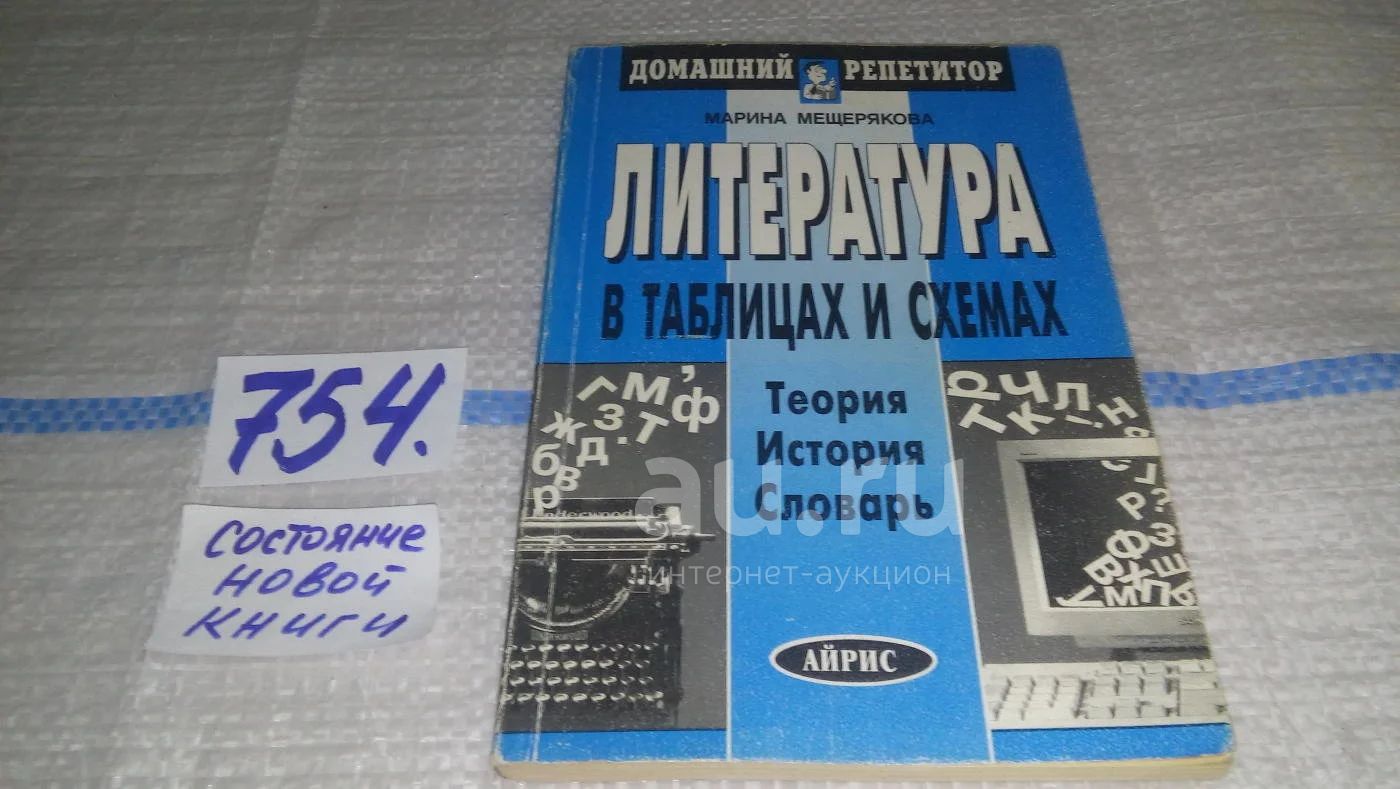 ДОМАШНИЙ РЕПЕТИТОР
МАРИНА МЕЩЕРЯКОВА
ЛИТЕРАТУРА
В ТАБЛИЦАХ И СХЕМАХ
Теория
История
Словарь
АЙРИС
754.
Состояние
новой
книги
au.ru
интернет-аукцион
Underwood